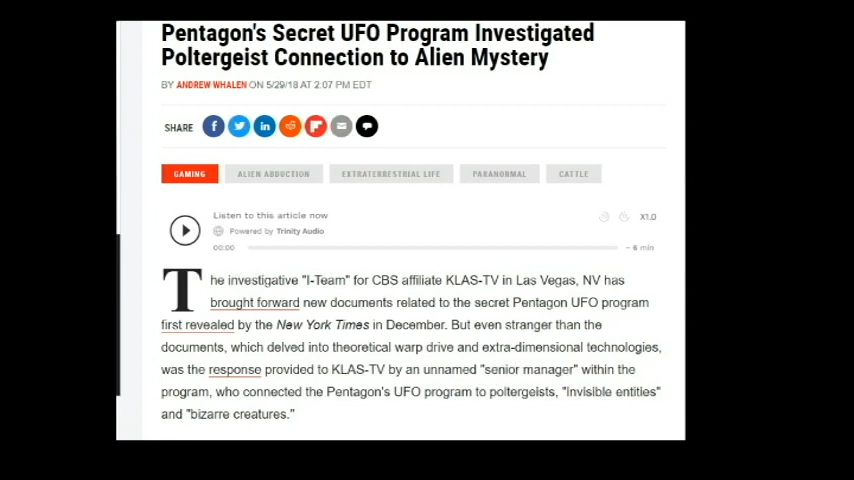 Pentagon's Secret UFO Program Investigated
Poltergeist Connection to Alien Mystery
BY ANDREW WHALEN ON 5/29/18 AT 2:07 PM EDT
SHARE
GAMING ALIEN ABDUCTION EXTRATERRESTRIAL LIFE PARANORMAL CATTLE
Listen to this article now
Powered by Trinity Audio
X1.0
00:00 - 6 min
The investigative "I-Team" for CBS affiliate KLAS-TV in Las Vegas, NV has
brought forward new documents related to the secret Pentagon UFO program
first revealed by the New York Times in December. But even stranger than the
documents, which delved into theoretical warp drive and extra-dimensional technologies,
was the response provided to KLAS-TV by an unnamed "senior manager" within the
program, who connected the Pentagon's UFO program to poltergeists, "invisible entities"
and "bizarre creatures."